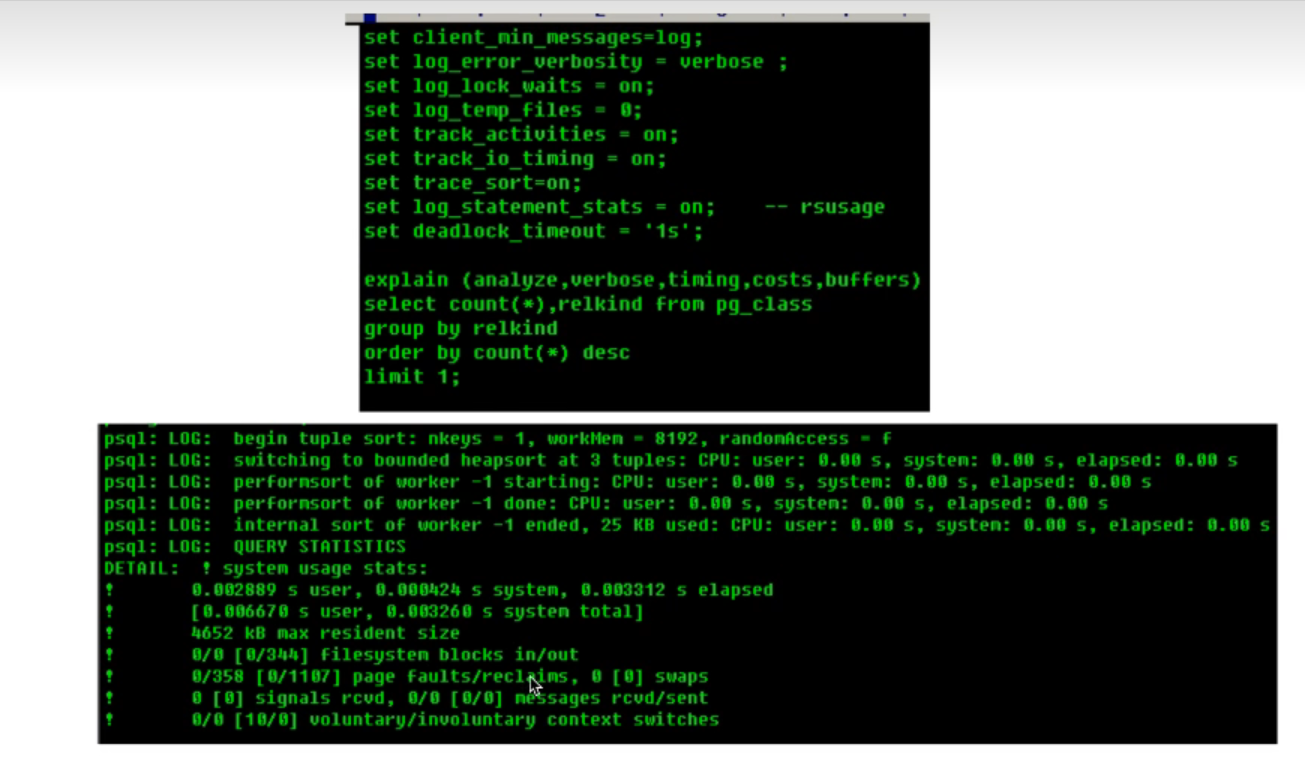 set client_min_messages=log;
set log_error_verbosity = verbose ;
set log_lock_waits = on;
set log_temp_files = 0;
set track_activities = on;
set track_io_timing = on;
set trace_sort=on;
set log_statement_stats = on;    -- rsusage
set deadlock_timeout = '1s';
explain (analyze,verbose,timing,costs,buffers)
select count(*),relkind from pg_class
group by relkind
order by count(*) desc
limit 1;
psql: LOG:  begin tuple sort: nkeys = 1, workMem = 8192, randomAccess = f
psql: LOG:  switching to bounded heapsort at 3 tuples: CPU: user: 0.00 s, system: 0.00 s, elapsed: 0.00 s
psql: LOG:  performsort of worker -1 starting: CPU: user: 0.00 s, system: 0.00 s, elapsed: 0.00 s
psql: LOG:  performsort of worker -1 done: CPU: user: 0.00 s, system: 0.00 s, elapsed: 0.00 s
psql: LOG:  internal sort of worker -1 ended, 25 KB used: CPU: user: 0.00 s, system: 0.00 s, elapsed: 0.00 s
psql: LOG:  QUERY STATISTICS
DETAIL:  ! system usage stats:
!       0.002889 s user, 0.000424 s system, 0.003312 s elapsed
!       [0.006670 s user, 0.003260 s system total]
!       4652 kB max resident size
!       0/0 [0/344] filesystem blocks in/out
!       0/358 [0/1107] page faults/reclaims, 0 [0] swaps
!       0 [0] signals rcvd, 0/0 [0/0] messages rcvd/sent
!       0/0 [10/0] voluntary/involuntary context switches